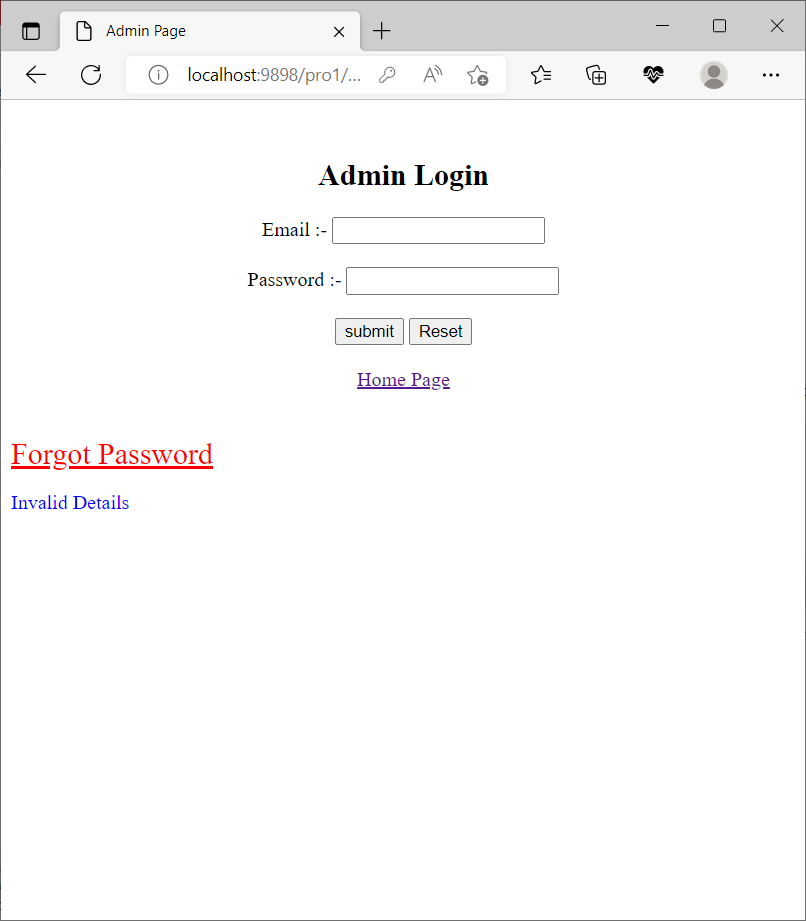 Admin Page
localhost:9898/pro1/...
Admin Login
Email :-
Password :-
submit Reset
Home Page
Forgot Password
Invalid Details